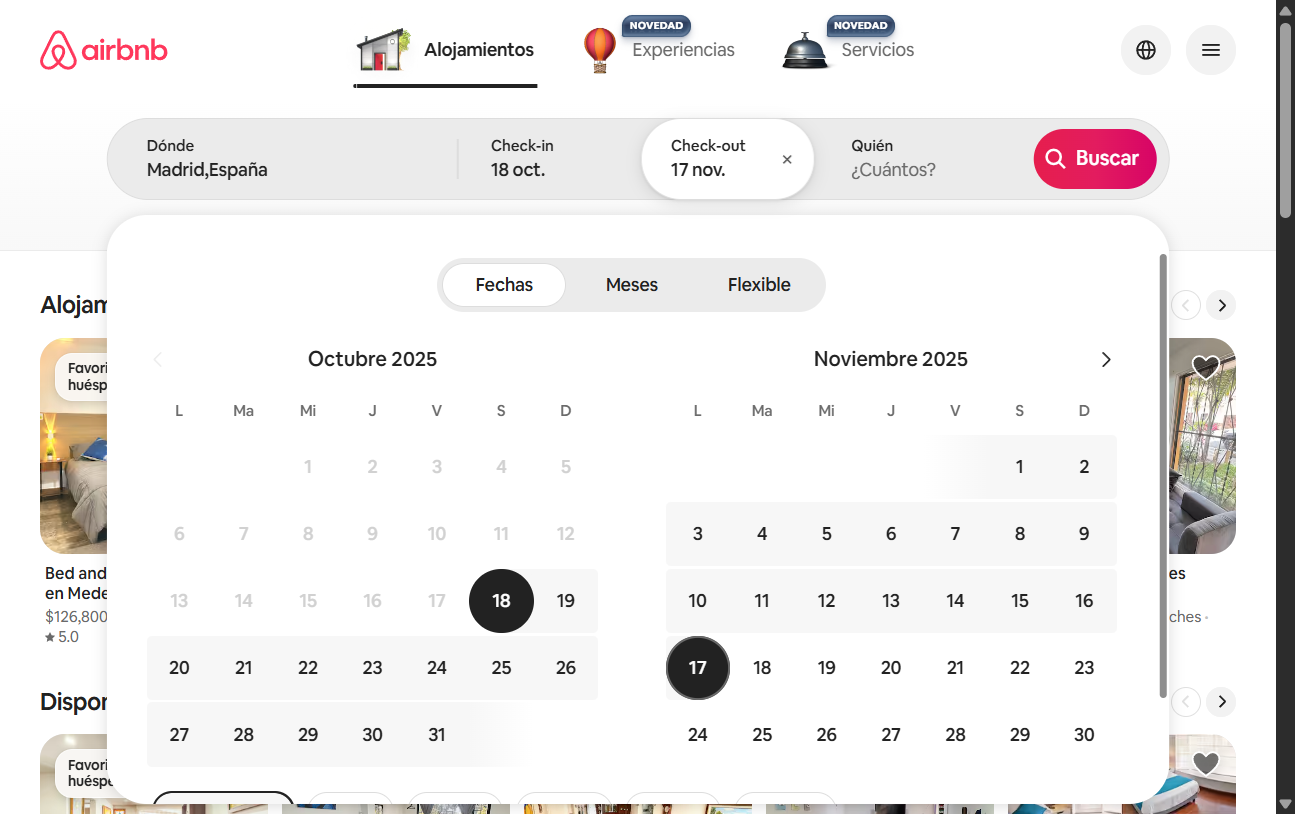 airbnb
Alojamientos
NOVEDAD
Experiencias
NOVEDAD
Servicios
Dónde
Madrid,España
Check-in
18 oct.
Check-out
17 nov.
Quién
¿Cuántos?
Buscar
Fechas Meses Flexible
Octubre 2025
L Ma Mi J V S D
1 2 3 4 5
6 7 8 9 10 11 12
13 14 15 16 17 18 19
20 21 22 23 24 25 26
27 28 29 30 31
Noviembre 2025
L Ma Mi J V S D
1 2
3 4 5 6 7 8 9
10 11 12 13 14 15 16
17 18 19 20 21 22 23
24 25 26 27 28 29 30
Alojam
Favori
huésp
Bed and
en Mede
$126,800
5.0
es
ches ·
Dispor
Favori
huéspe